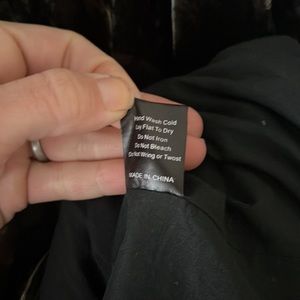 Hand Wash Cold
Lay Flat To Dry
Do Not Iron
Do Not Bleach
Do Not Wring or Twost
MADE IN CHINA